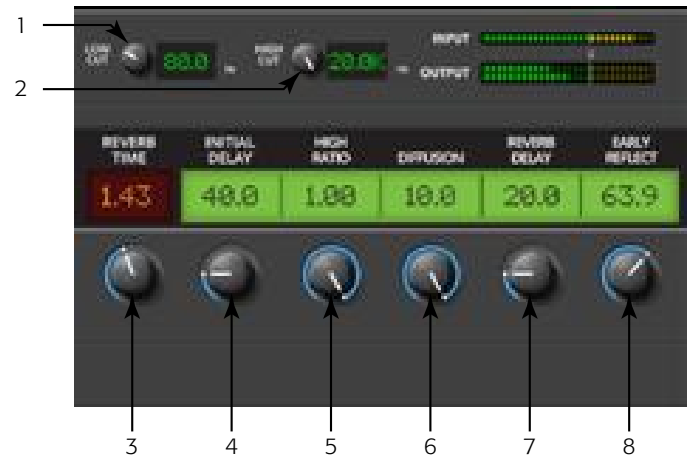 1
LOW CUT
80.0
HIGH CUT
20.0K
INPUT
2
OUTPUT
REVERB TIME
INITIAL DELAY
HIGH RATIO
DIFFUSION
REVERB DELAY
EARLY REFLECT
1.43
40.0
1.00
10.0
20.0
63.9
3
4
5
6
7
8